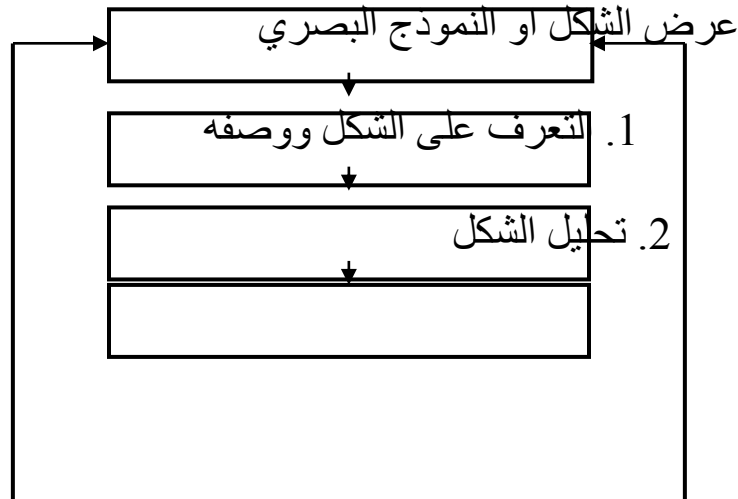 عرض الشكل او النموذج البصري
1. التعرف على الشكل ووصفه
2. تحليل الشكل